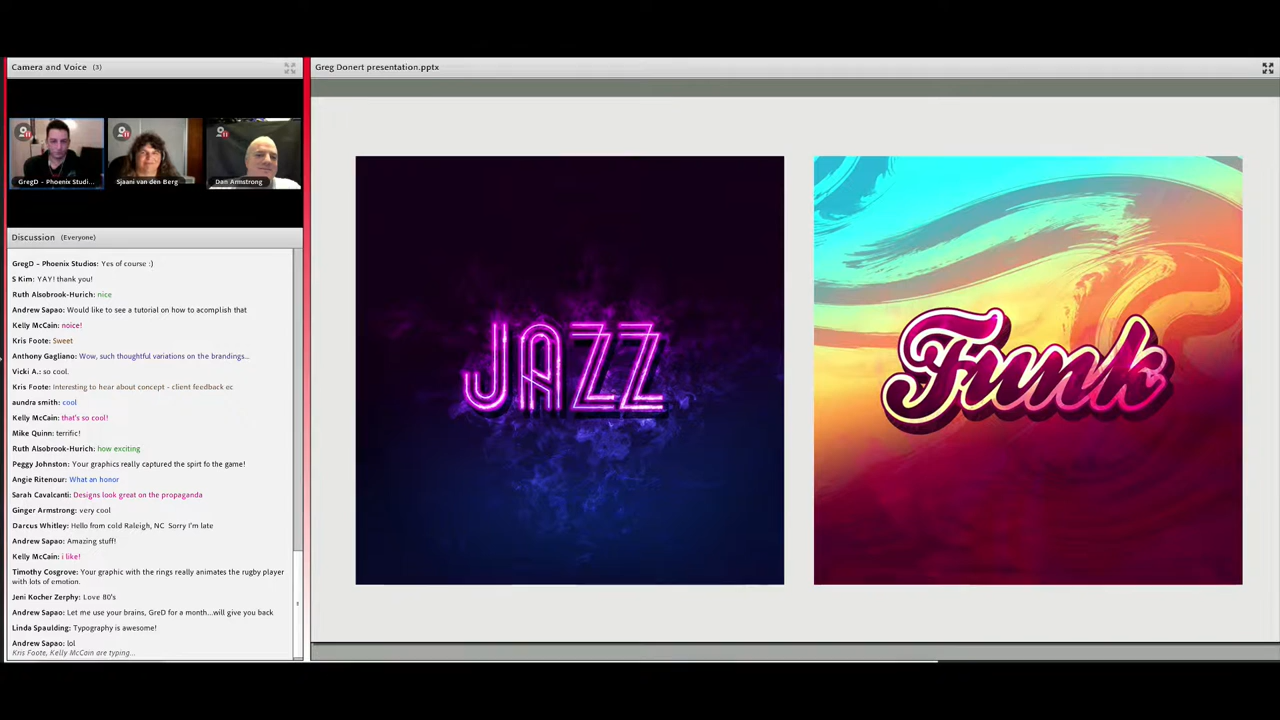 Camera and Voice (3)
GregD - Phoenix Studi...
Sjaani van den Berg
Dan Armstrong
Discussion (Everyone)
GregD - Phoenix Studios: Yes of course :)
S Kim: YAY! thank you!
Ruth Alsobrook-Hurich: nice
Andrew Sapao: Would like to see a tutorial on how to acomplish that
Kelly McCain: noice!
Kris Foote: Sweet
Anthony Gagliano: Wow, such thoughtful variations on the brandings...
Vicki A.: so cool.
Kris Foote: Interesting to hear about concept - client feedback ec
aundra smith: cool
Kelly McCain: that's so cool!
Mike Quinn: terrific!
Ruth Alsobrook-Hurich: how exciting
Peggy Johnston: Your graphics really captured the spirt fo the game!
Angie Ritenour: What an honor
Sarah Cavalcanti: Designs look great on the propaganda
Ginger Armstrong: very cool
Darcus Whitley: Hello from cold Raleigh, NC Sorry I'm late
Andrew Sapao: Amazing stuff!
Kelly McCain: i like!
Timothy Cosgrove: Your graphic with the rings really animates the rugby player
with lots of emotion.
Jeni Kocher Zerphy: Love 80's
Andrew Sapao: Let me use your brains, GreD for a month...will give you back
Linda Spaulding: Typography is awesome!
Andrew Sapao: lol
Kris Foote, Kelly McCain are typing...
Greg Donert presentation.pptx
JAZZ
Funk